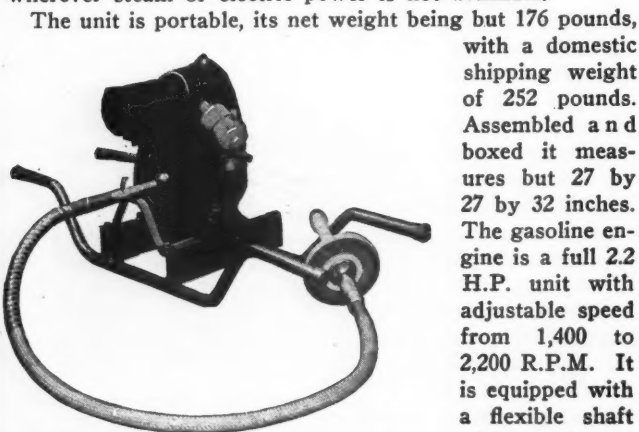 The unit is portable, its net weight being but 176 pounds,
with a domestic
shipping weight
of 252 pounds.
Assembled and
boxed it meas-
ures but 27 by
27 by 32 inches.
The gasoline en-
gine is a full 2.2
H.P. unit with
adjustable speed
from 1,400 to
2,200 R.P.M. It
is equipped with
a flexible shaft